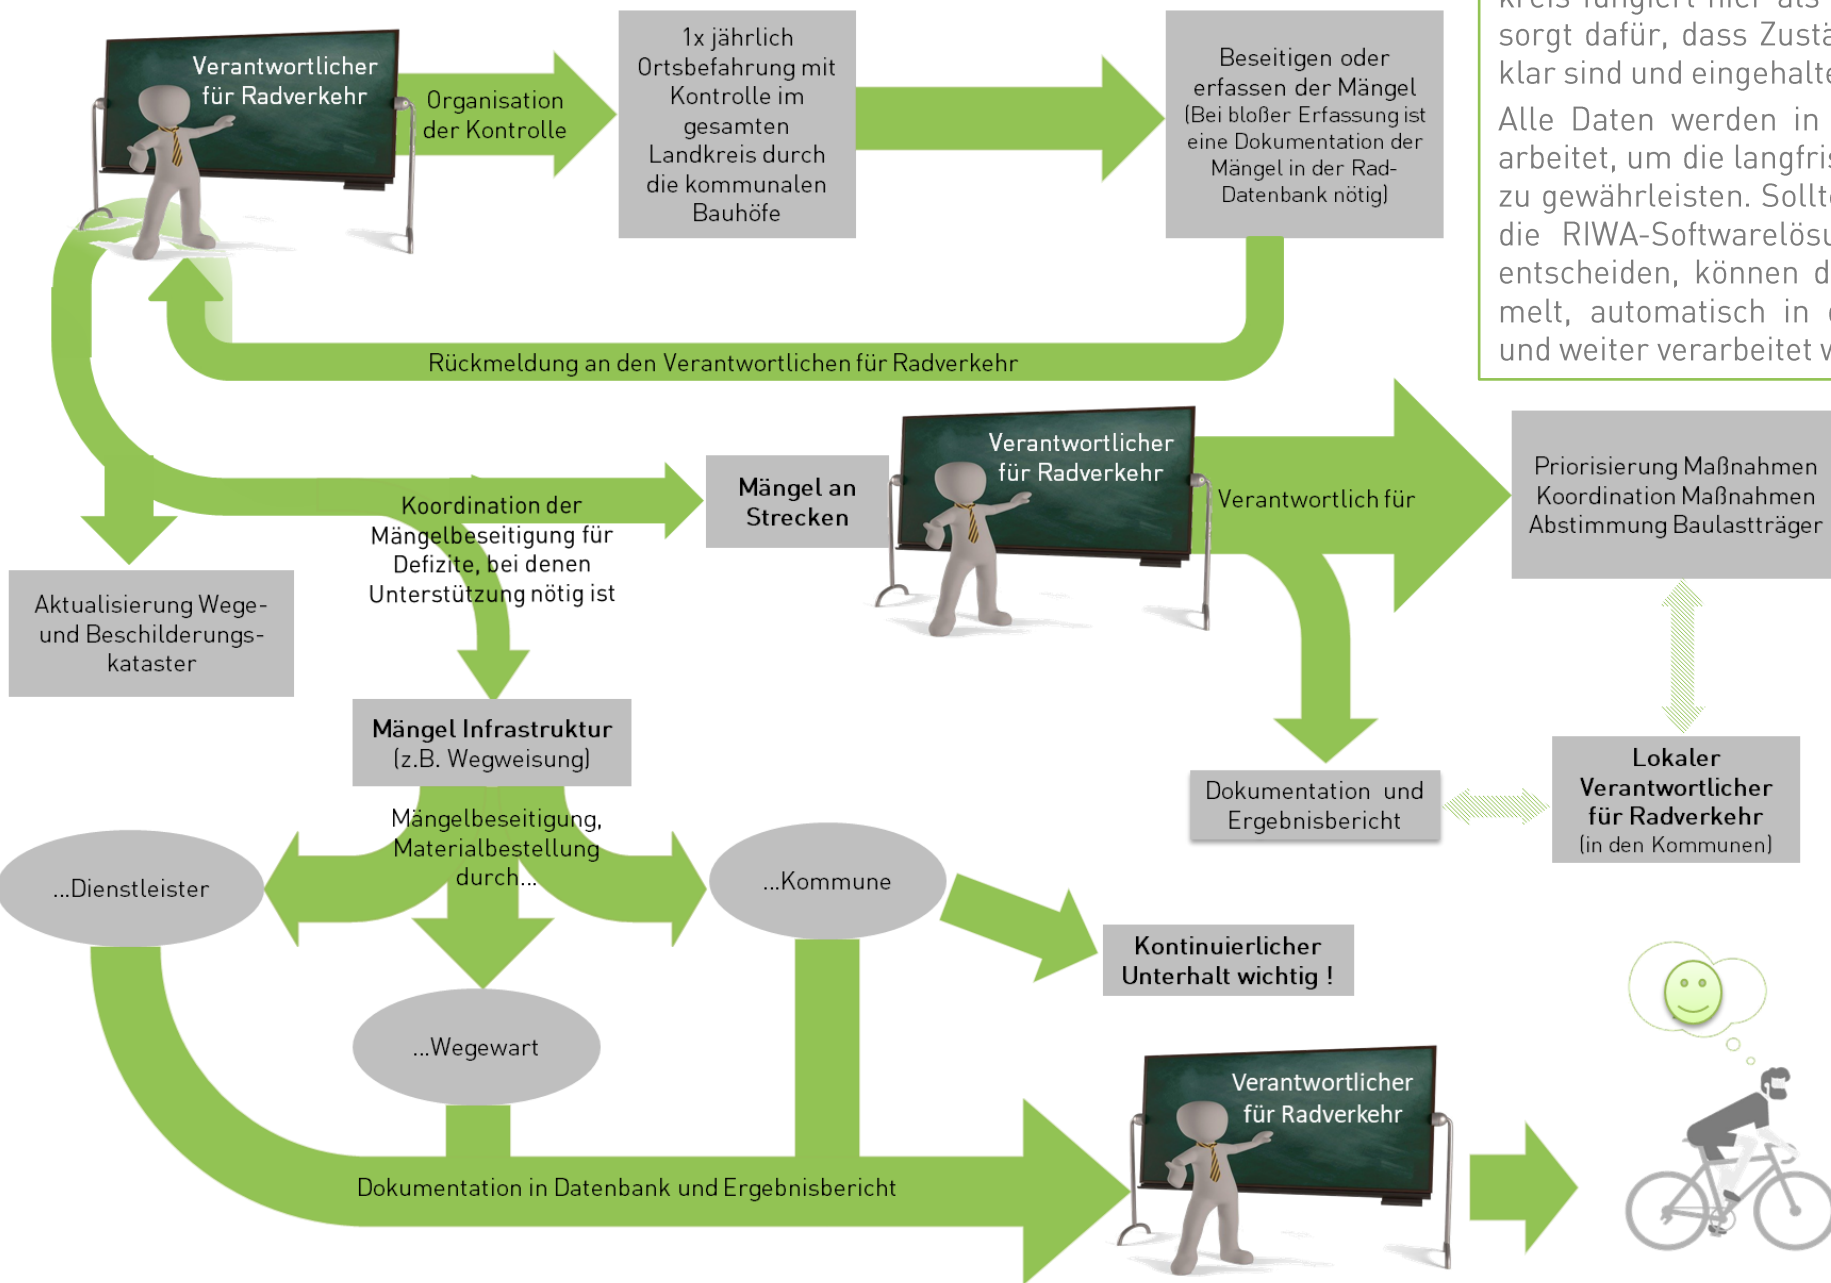 Verantwortlicher
für Radverkehr
Organisation
der Kontrolle
1x jährlich
Ortsbefahrung mit
Kontrolle im
gesamten
Landkreis durch
die kommunalen
Bauhöfe
Beseitigen oder
erfassen der Mängel
(Bei bloßer Erfassung ist
eine Dokumentation der
Mängel in der Rad-
Datenbank nötig)
sorgt dafür, dass
klar sind und
Alle Daten werden in
arbeitet, um die
zu gewährleisten.
die
entscheiden, können
melt, automatisch in
und weiter verarbeitet
Rückmeldung an den Verantwortlichen für Radverkehr
Koordination der
Mängelbeseitigung für
Defizite, bei denen
Unterstützung nötig ist
Mängel an
Strecken
Verantwortlicher
für Radverkehr
Verantwortlich für
Priorisierung Maßnahmen
Koordination Maßnahmen
Abstimmung Baulastträger
Aktualisierung Wege-
und Beschilderungs-
kataster
Mängel Infrastruktur
(z.B. Wegweisung)
Dokumentation und
Ergebnisbericht
Lokaler
Verantwortlicher
für Radverkehr
(in den Kommunen)
Mängelbeseitigung,
Materialbestellung
durch...
...Dienstleister
...Kommune
...Wegewart
Kontinuierlicher
Unterhalt wichtig !
Dokumentation in Datenbank und Ergebnisbericht
Verantwortlicher
für Radverkehr